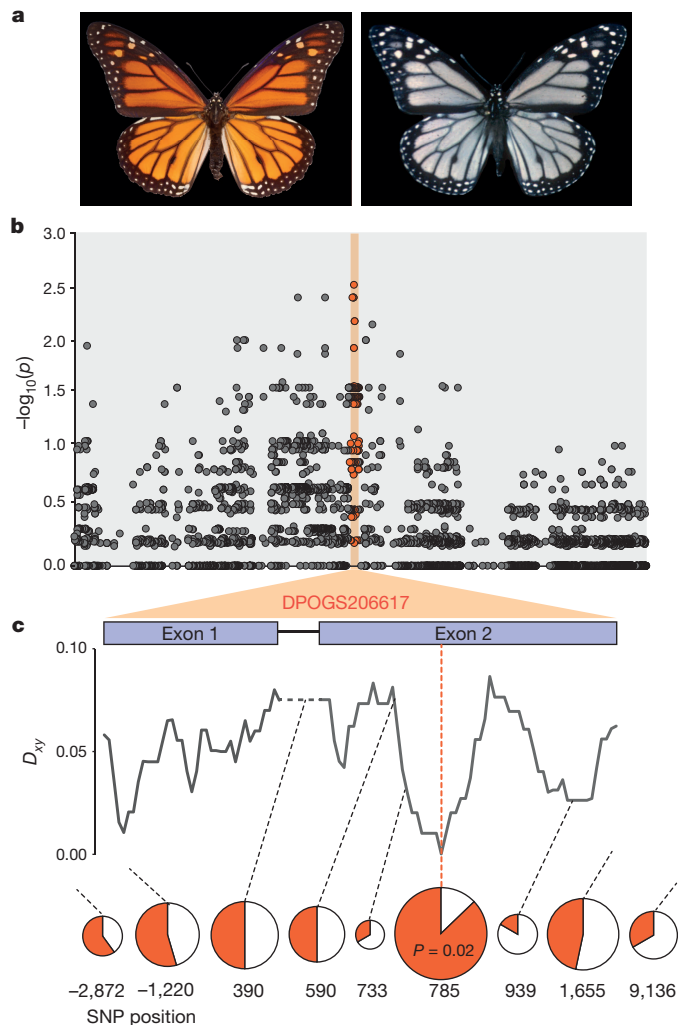 a
b
3.0
2.5
2.0
1.5
1.0
0.5
0.0
−log10(p)
DPOGS206617
c
Exon 1
Exon 2
0.10
0.05
0.00
Dxy
P = 0.02
−2,872
−1,220
390
590
733
785
939
1,655
9,136
SNP position